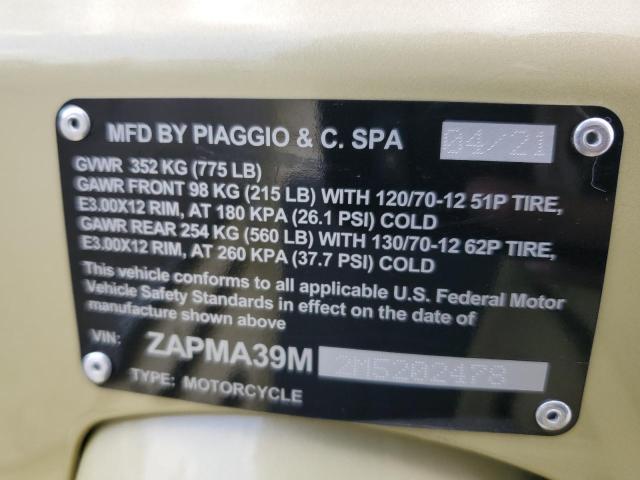 MFD BY PIAGGIO & C. SPA 04/21
GVWR 352 KG (775 LB)
GAWR FRONT 98 KG (215 LB) WITH 120/70-12 51P TIRE,
E3.00X12 RIM, AT 180 KPA (26.1 PSI) COLD
GAWR REAR 254 KG (560 LB) WITH 130/70-12 62P TIRE,
E3.00X12 RIM, AT 260 KPA (37.7 PSI) COLD
This vehicle conforms to all applicable U.S. Federal Motor
Vehicle Safety Standards in effect on the date of
manufacture shown above
VIN: ZAPMA39M 2M5202478
TYPE: MOTORCYCLE